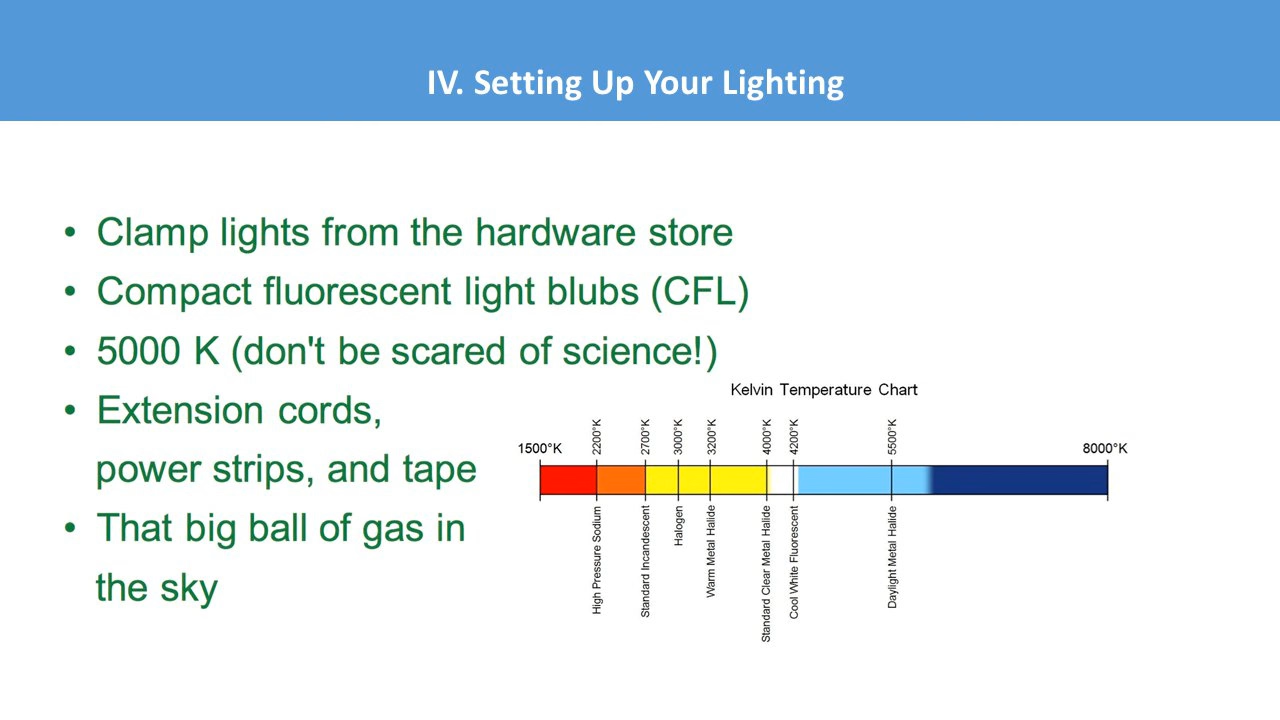 IV. Setting Up Your Lighting
• Clamp lights from the hardware store
• Compact fluorescent light blubs (CFL)
• 5000 K (don't be scared of science!)
• Extension cords,
power strips, and tape
• That big ball of gas in
the sky
Kelvin Temperature Chart
1500°K
2200°K
2700°K
3000°K
3200°K
4000°K
4200°K
5500°K
8000°K
High Pressure Sodium
Standard Incandescent
Halogen
Warm Metal Halide
Standard Clear Metal Halide
Cool White Fluorescent
Daylight Metal Halide